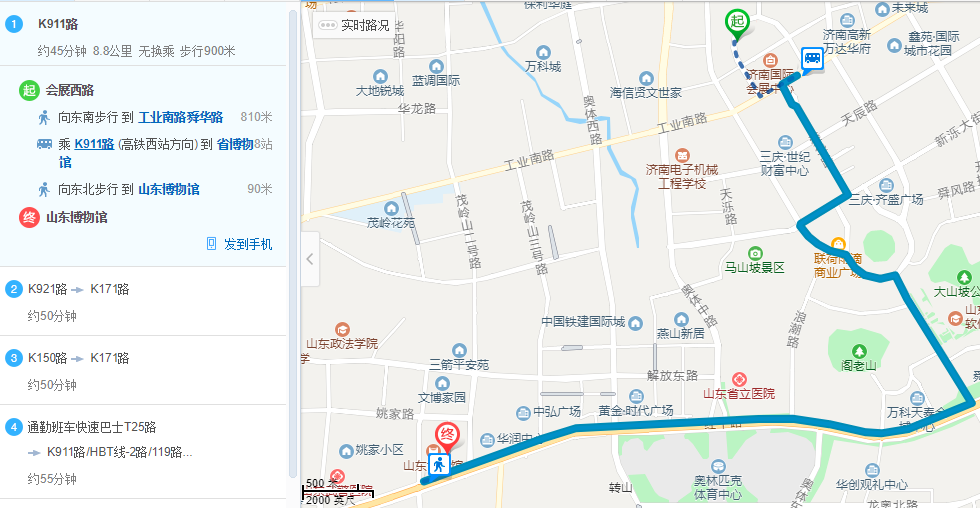 1 K911路
约45分钟 8.8公里 无换乘 步行900米
起 会展西路
向东南步行 到 工业南路舜华路 810米
乘 K911路 (高铁西站方向) 到 省博物馆 8站
向东北步行 到 山东博物馆 90米
终 山东博物馆
发到手机
2 K921路 K171路
约50分钟
3 K150路 K171路
约50分钟
4 通勤班车快速巴士T25路
K911路/HBT线-2路/119路...
约55分钟
实时路况
保利华庭
未来城
华阳路
起
济南高新万达华府
鑫苑·国际城市花园
万科城
蓝调国际
大地锐城
海信贤文世家
济南国际会展中心
华龙路
奥体西路
工业南路
天辰路
新泺大街
工业南路
济南电子机械工程学校
三庆·世纪财富中心
舜风路
三庆·齐盛广场
天泺路
茂岭花苑
茂岭山二号路
茂岭山三号路
马山坡景区
联荷雨滴商业广场
大山坡公
奥体中路
中国铁建国际城
燕山新居
浪潮路
山东政法学院
三箭平安苑
阁老山
解放东路
山东省立医院
文博家园
姚家路
中弘广场
黄金·时代广场
万科天泰金域中心
终
华润中心
姚家小区
奥林匹克体育中心
转山
华创观礼中心
龙奥北路
500 米
2000 英尺